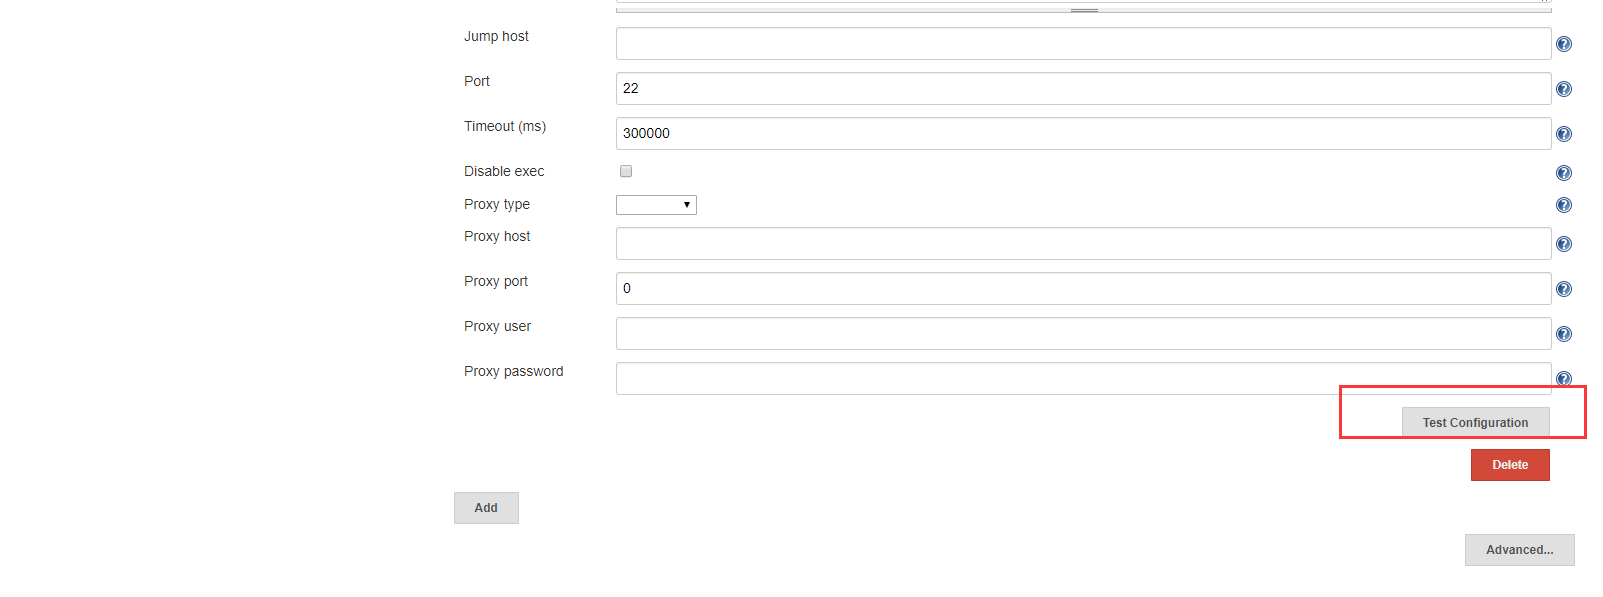 Jump host
Port
22
Timeout (ms)
300000
Disable exec
Proxy type
Proxy host
Proxy port
0
Proxy user
Proxy password
Test Configuration
Delete
Add
Advanced...